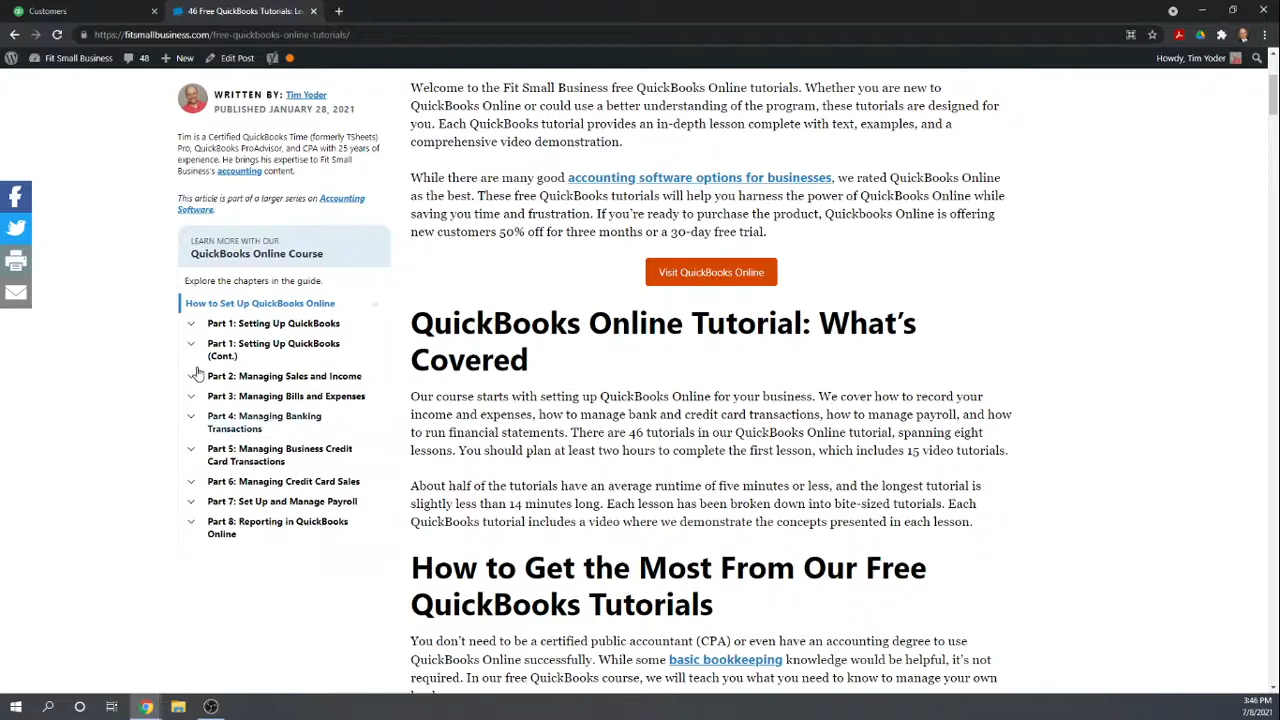 Customers
46 Free QuickBooks Tutorials: Le
https://fitsmallbusiness.com/free-quickbooks-online-tutorials/
Fit Small Business
48
New
Edit Post
Howdy, Tim Yoder
WRITTEN BY: Tim Yoder
PUBLISHED JANUARY 28, 2021
Tim is a Certified QuickBooks Time (formerly TSheets)
Pro, QuickBooks ProAdvisor, and CPA with 25 years of
experience. He brings his expertise to Fit Small
Business's accounting content.
This article is part of a larger series on Accounting
Software.
LEARN MORE WITH OUR
QuickBooks Online Course
Explore the chapters in the guide.
How to Set Up QuickBooks Online
Part 1: Setting Up QuickBooks
Part 1: Setting Up QuickBooks
(Cont.)
Part 2: Managing Sales and Income
Part 3: Managing Bills and Expenses
Part 4: Managing Banking
Transactions
Part 5: Managing Business Credit
Card Transactions
Part 6: Managing Credit Card Sales
Part 7: Set Up and Manage Payroll
Part 8: Reporting in QuickBooks
Online
Welcome to the Fit Small Business free QuickBooks Online tutorials. Whether you are new to
QuickBooks Online or could use a better understanding of the program, these tutorials are designed for
you. Each QuickBooks tutorial provides an in-depth lesson complete with text, examples, and a
comprehensive video demonstration.
While there are many good accounting software options for businesses, we rated QuickBooks Online
as the best. These free QuickBooks tutorials will help you harness the power of QuickBooks Online while
saving you time and frustration. If you're ready to purchase the product, Quickbooks Online is offering
new customers 50% off for three months or a 30-day free trial.
Visit QuickBooks Online
QuickBooks Online Tutorial: What's
Covered
Our course starts with setting up QuickBooks Online for your business. We cover how to record your
income and expenses, how to manage bank and credit card transactions, how to manage payroll, and how
to run financial statements. There are 46 tutorials in our QuickBooks Online tutorial, spanning eight
lessons. You should plan at least two hours to complete the first lesson, which includes 15 video tutorials.
About half of the tutorials have an average runtime of five minutes or less, and the longest tutorial is
slightly less than 14 minutes long. Each lesson has been broken down into bite-sized tutorials. Each
QuickBooks tutorial includes a video where we demonstrate the concepts presented in each lesson.
How to Get the Most From Our Free
QuickBooks Tutorials
You don't need to be a certified public accountant (CPA) or even have an accounting degree to use
QuickBooks Online successfully. While some basic bookkeeping knowledge would be helpful, it's not
required. In our free QuickBooks course, we will teach you what you need to know to manage your own
3:46 PM
7/8/2021